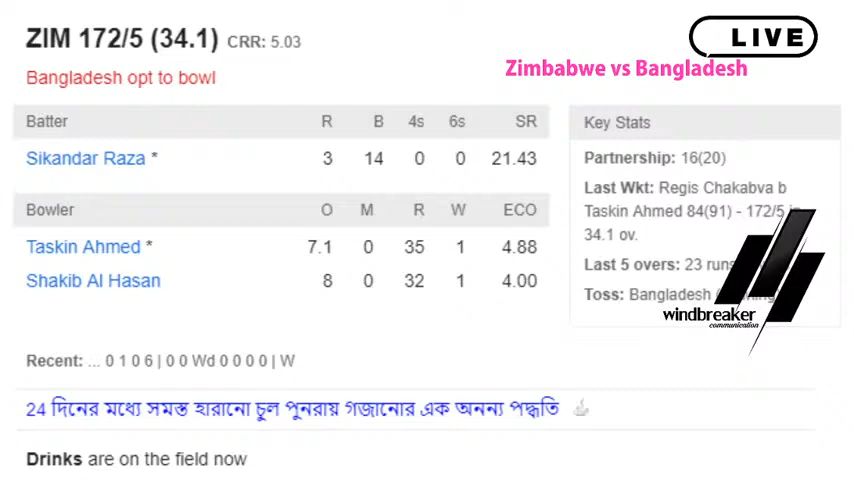 ZIM 172/5 (34.1) CRR: 5.03
LIVE
Zimbabwe vs Bangladesh
Bangladesh opt to bowl
Batter R B 4s 6s SR
Sikandar Raza * 3 14 0 0 21.43
Bowler O M R W ECO
Taskin Ahmed * 7.1 0 35 1 4.88
Shakib Al Hasan 8 0 32 1 4.00
Key Stats
Partnership: 16(20)
Last Wkt: Regis Chakabva b
Taskin Ahmed 84(91) - 172/5 in
34.1 ov.
Last 5 overs: 23 runs
Toss: Bangladesh
windbreaker
communication
Recent: ... 0 1 0 6 | 0 0 Wd 0 0 0 0 | W
24 দিনের মধ্যে সমস্ত হারানো চুল পুনরায় গজানোর এক অনন্য পদ্ধতি
Drinks are on the field now